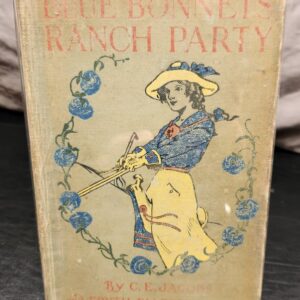 BLUE BONNET'S
RANCH PARTY
By C. E. JACOBS